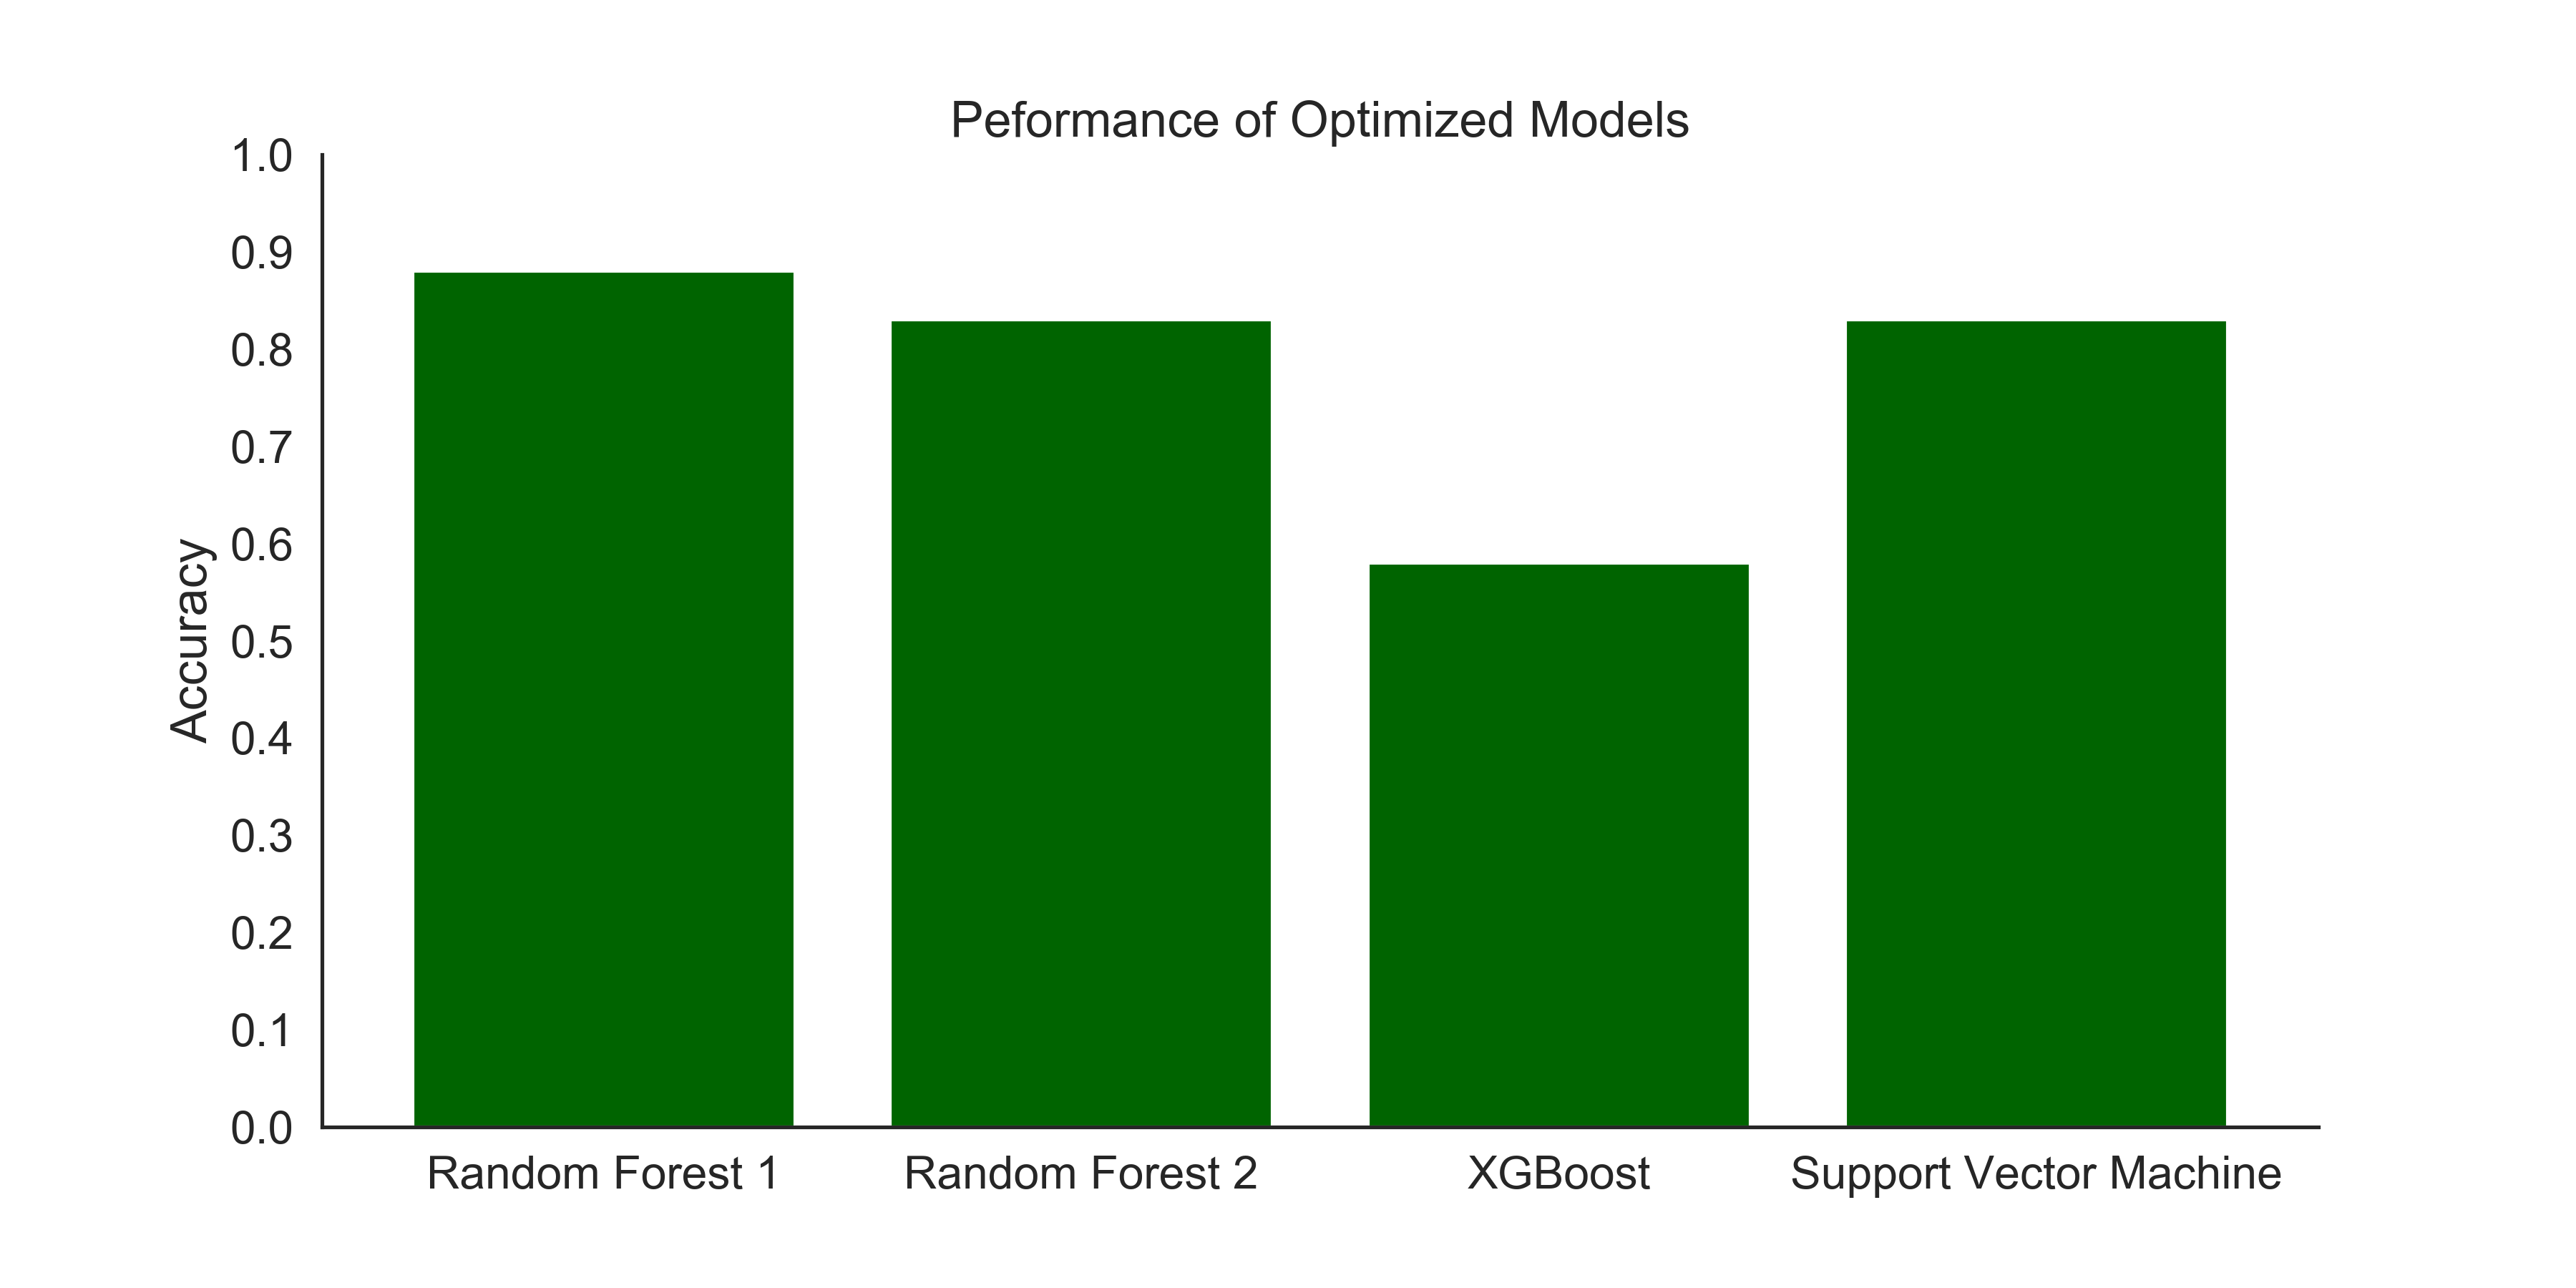 Peformance of Optimized Models
1.0
0.9
0.8
0.7
0.6
0.5
0.4
0.3
0.2
0.1
0.0
Accuracy
Random Forest 1
Random Forest 2
XGBoost
Support Vector Machine